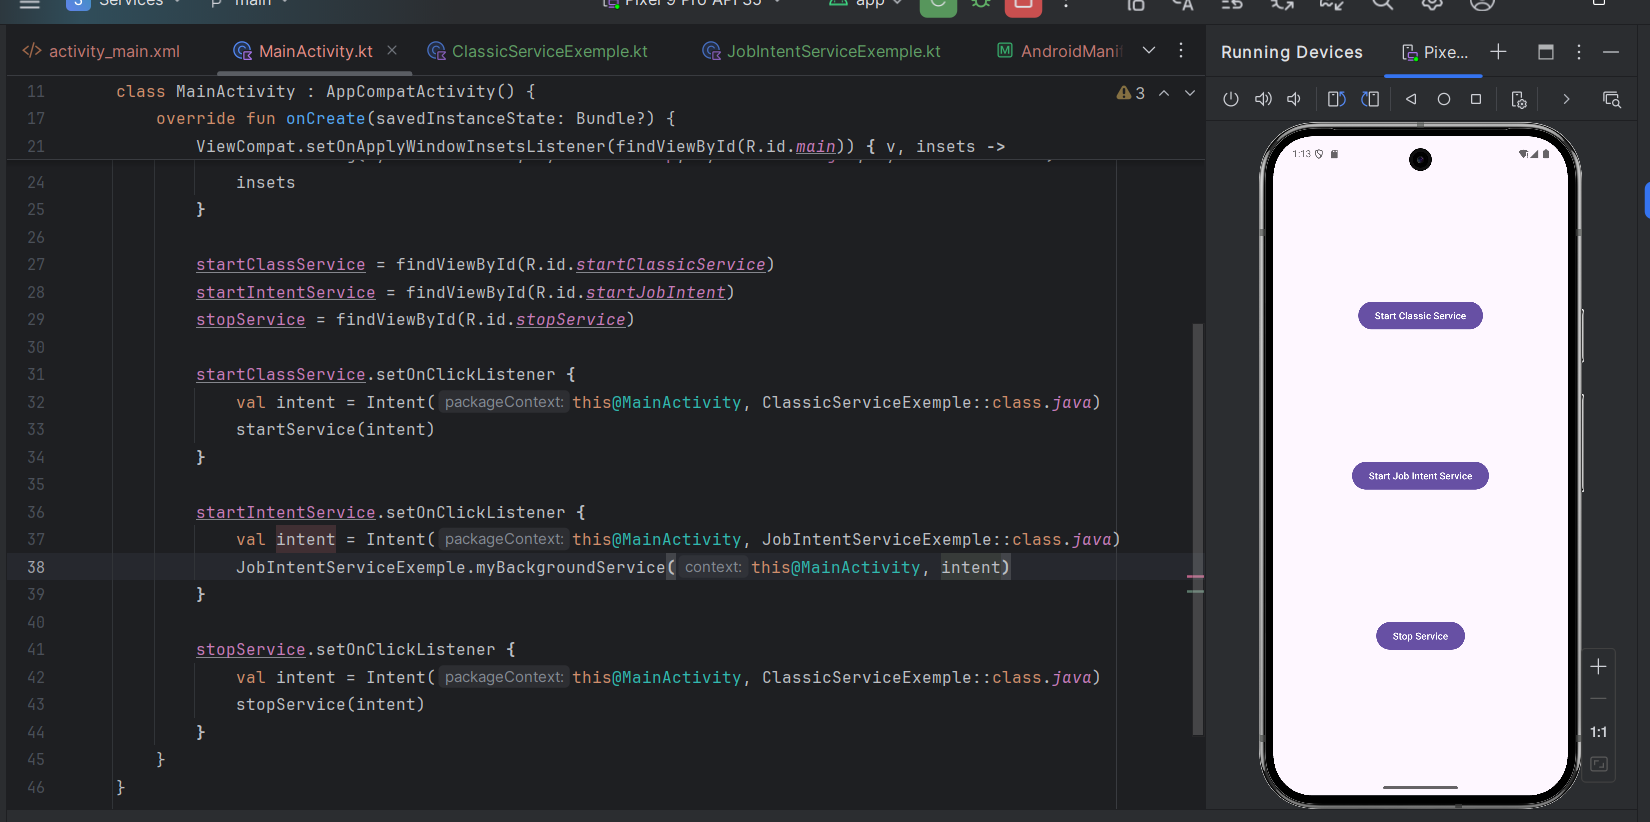 Services
main
Pixel 9 Pro API 35
app
activity_main.xml
MainActivity.kt
ClassicServiceExemple.kt
JobIntentServiceExemple.kt
AndroidMani
Running Devices
Pixe...
11 class MainActivity : AppCompatActivity() {
3
17 override fun onCreate(savedInstanceState: Bundle?) {
21 ViewCompat.setOnApplyWindowInsetsListener(findViewById(R.id.main)) { v, insets ->
24 insets
25 }
26
27 startClassService = findViewById(R.id.startClassicService)
28 startIntentService = findViewById(R.id.startJobIntent)
29 stopService = findViewById(R.id.stopService)
30
31 startClassService.setOnClickListener {
32 val intent = Intent( packageContext: this@MainActivity, ClassicServiceExemple::class.java)
33 startService(intent)
34 }
35
36 startIntentService.setOnClickListener {
37 val intent = Intent( packageContext: this@MainActivity, JobIntentServiceExemple::class.java)
38 JobIntentServiceExemple.myBackgroundService( context: this@MainActivity, intent)
39 }
40
41 stopService.setOnClickListener {
42 val intent = Intent( packageContext: this@MainActivity, ClassicServiceExemple::class.java)
43 stopService(intent)
44 }
45 }
46 }
1:13
Start Classic Service
Start Job Intent Service
Stop Service
1:1